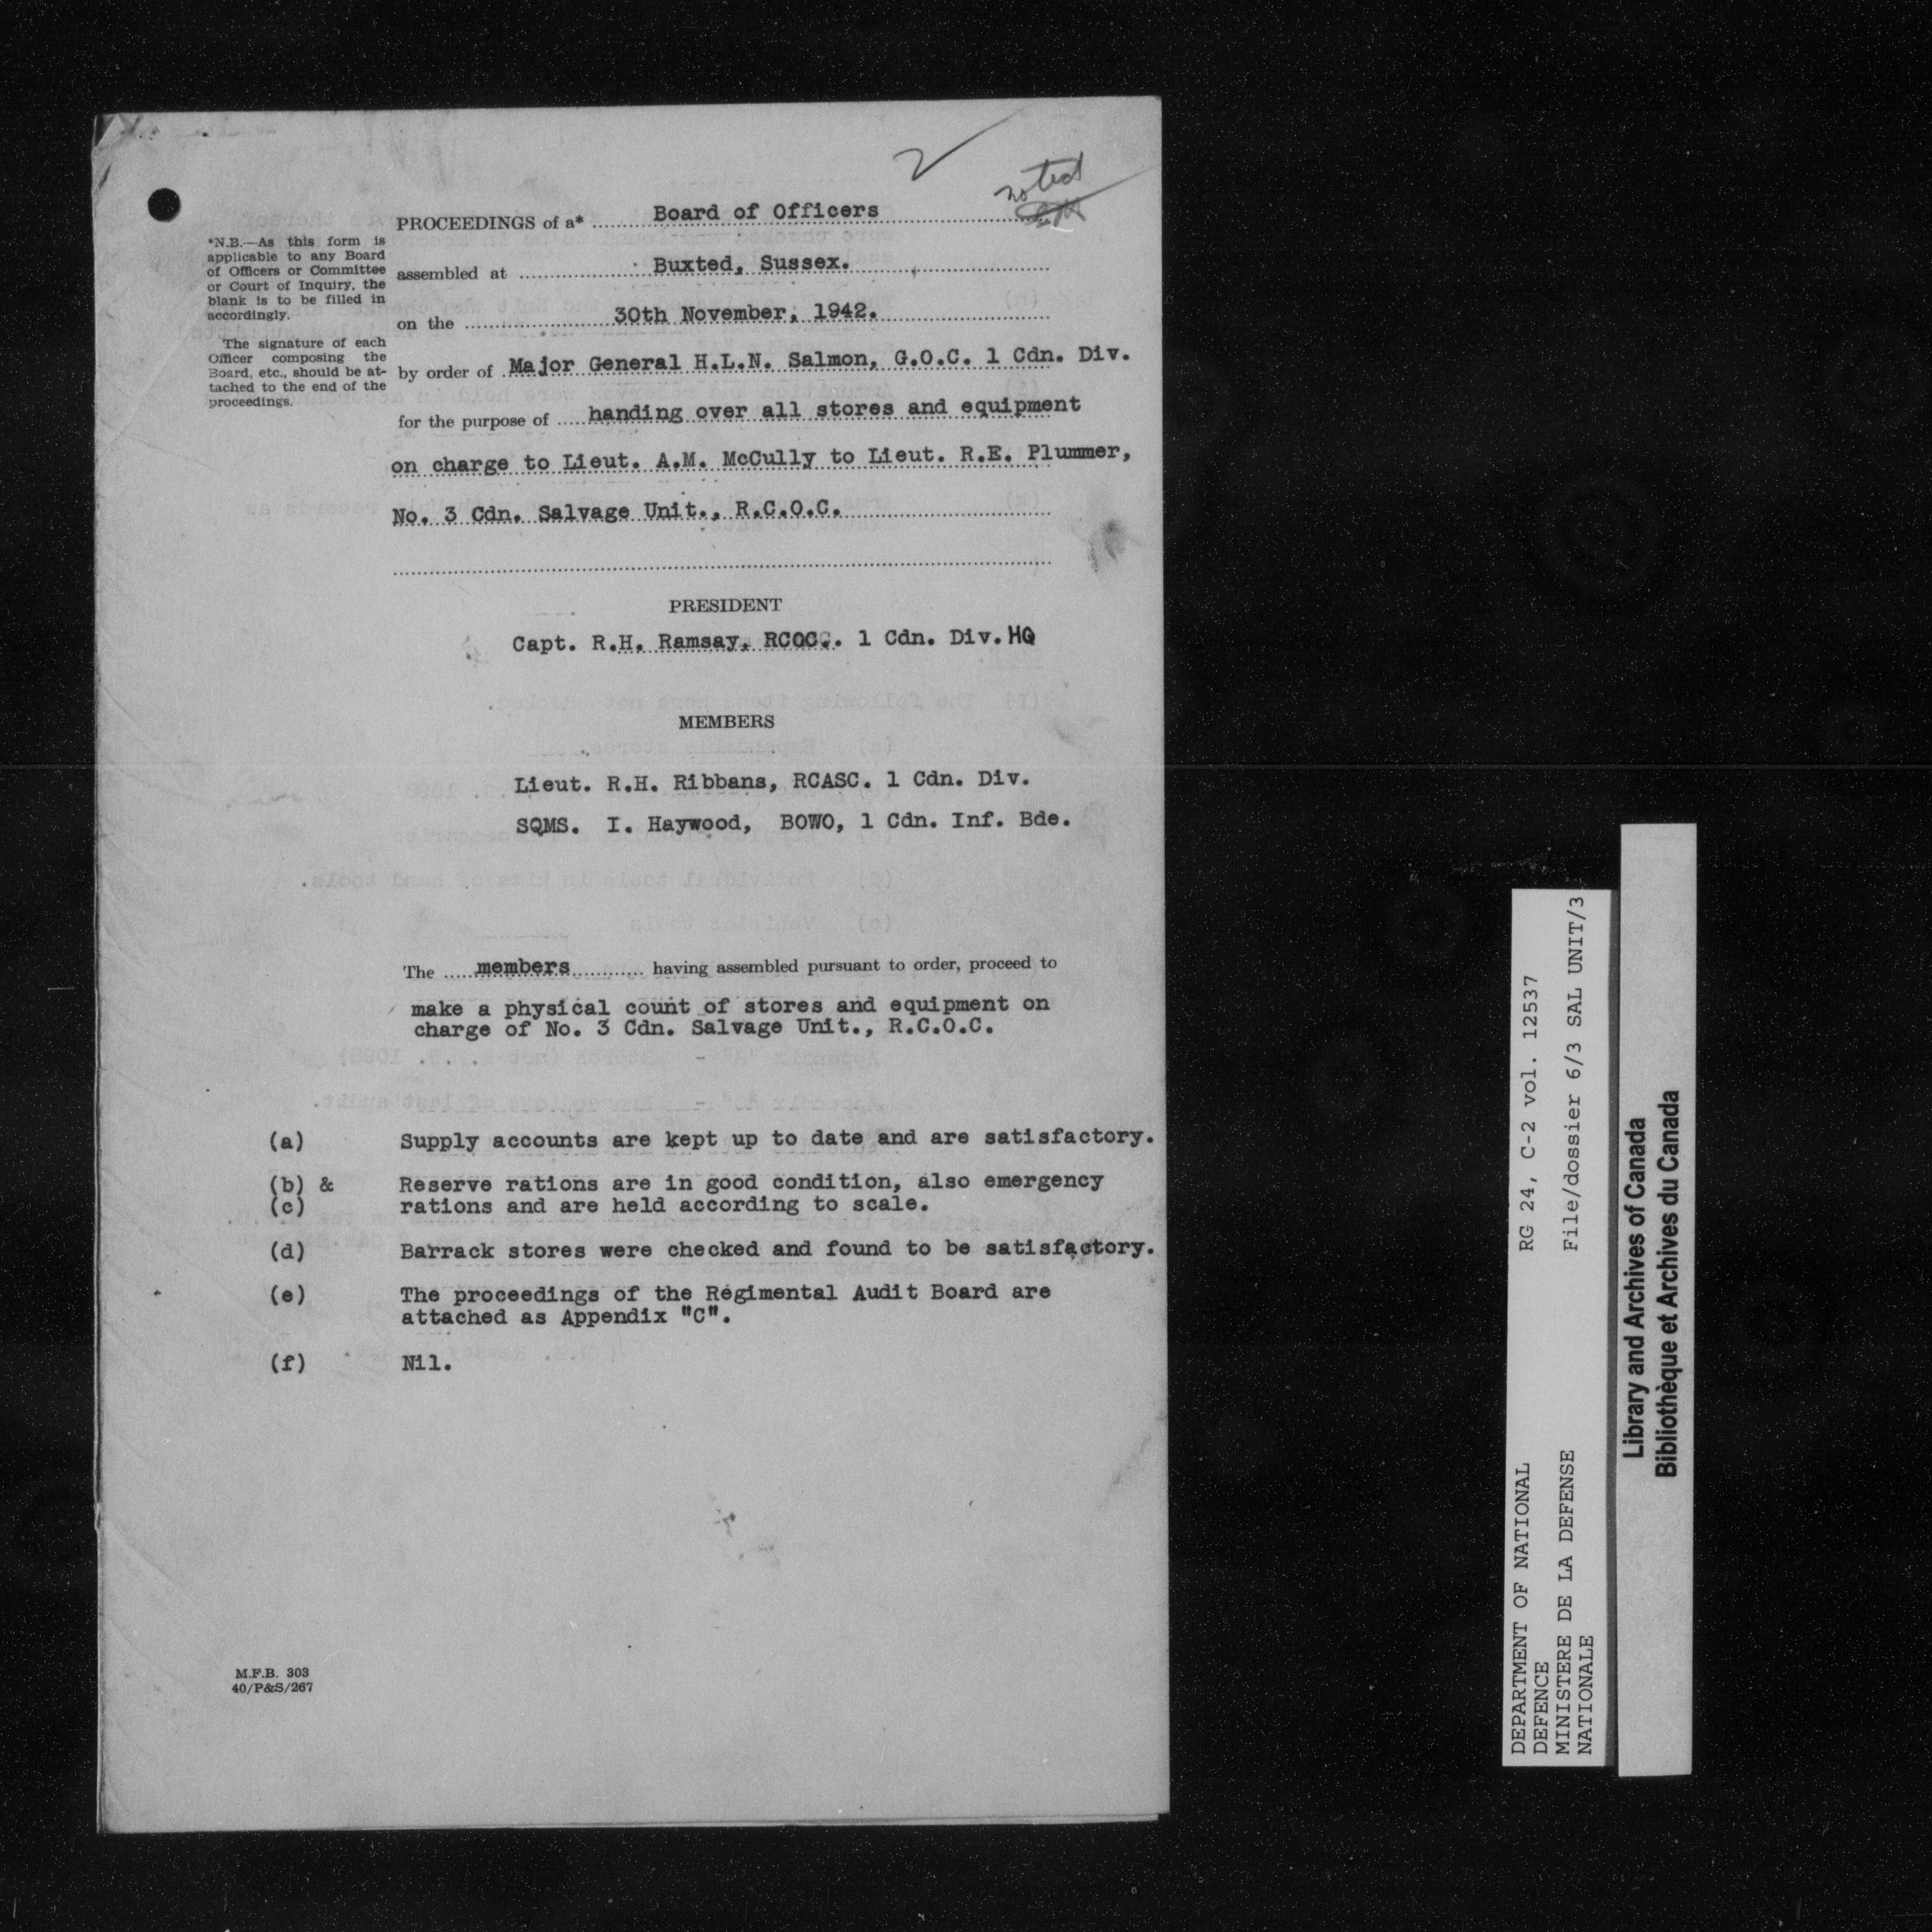 2
noted
PROCEEDINGS of a* Board of Officers
*N.B.—As this form is
applicable to any Board
of Officers or Committee
or Court of Inquiry, the
blank is to be filled in
accordingly.
The signature of each
Officer composing the
Board, etc., should be at-
tached to the end of the
proceedings.
assembled at Buxted, Sussex.
on the 30th November, 1942.
by order of Major General H.L.N. Salmon, G.O.C. 1 Cdn. Div.
for the purpose of handing over all stores and equipment
on charge to Lieut. A.M. McCully to Lieut. R.E. Plummer,
No. 3 Cdn. Salvage Unit., R.C.O.C.
PRESIDENT
Capt. R.H. Ramsay, RCOC. 1 Cdn. Div. HQ
MEMBERS
Lieut. R.H. Ribbans, RCASC. 1 Cdn. Div.
SQMS. I. Haywood, BOWO, 1 Cdn. Inf. Bde.
The members having assembled pursuant to order, proceed to
make a physical count of stores and equipment on
charge of No. 3 Cdn. Salvage Unit., R.C.O.C.
(a) Supply accounts are kept up to date and are satisfactory.
(b) & Reserve rations are in good condition, also emergency
(c) rations and are held according to scale.
(d) Barrack stores were checked and found to be satisfactory.
(e) The proceedings of the Regimental Audit Board are
attached as Appendix "C".
(f) Nil.
M.F.B. 303
40/P&S/267
DEPARTMENT OF NATIONAL
DEFENCE
MINISTERE DE LA DEFENSE
NATIONALE
RG 24, C-2 vol. 12537
File/dossier 6/3 SAL UNIT/3
Library and Archives of Canada
Bibliothèque et Archives du Canada